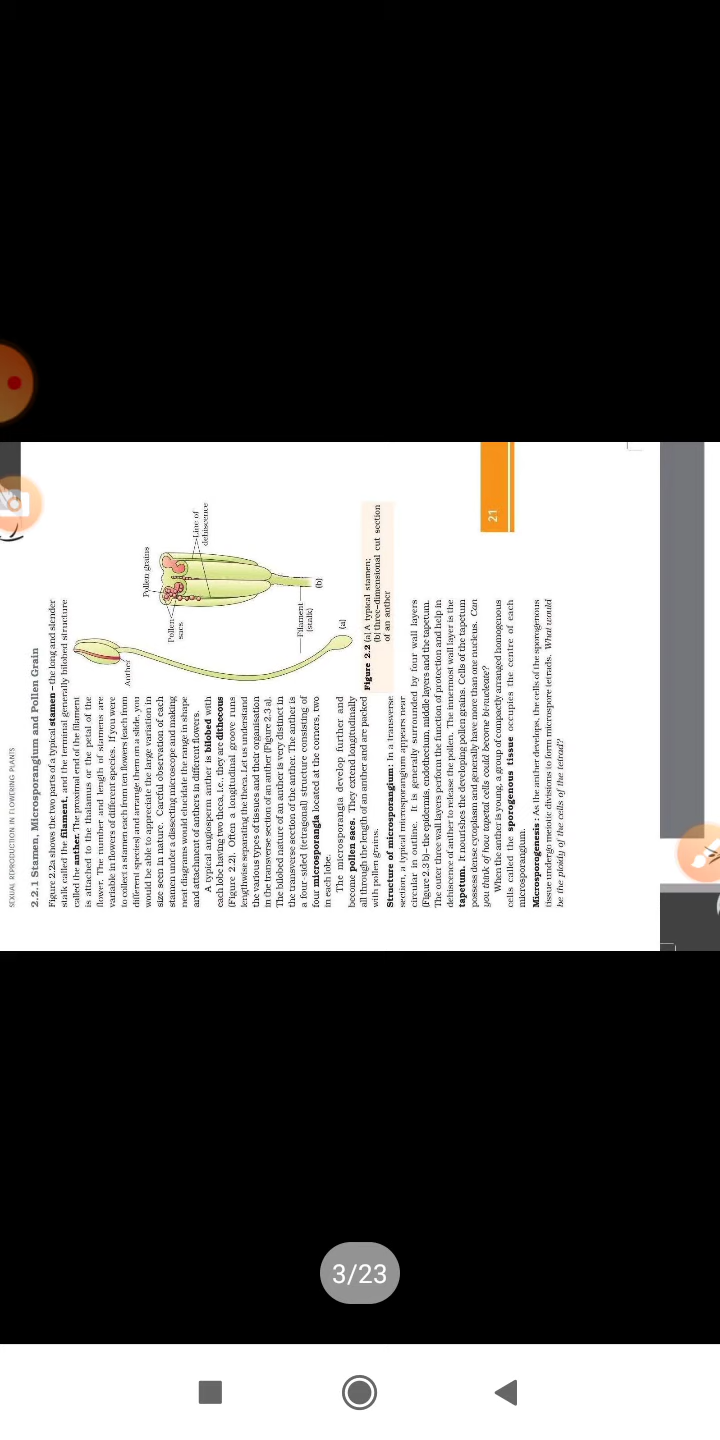 SEXUAL REPRODUCTION IN FLOWERING PLANTS
2.2.1 Stamen, Microsporangium and Pollen Grain
Figure 2.2a shows the two parts of a typical stamen – the long and slender
stalk called the filament, and the terminal generally bilobed structure
called the anther. The proximal end of the filament
is attached to the thalamus or the petal of the
flower. The number and length of stamens are
variable in flowers of different species. If you were
to collect a stamen each from ten flowers (each from
different species) and arrange them on a slide, you
would be able to appreciate the large variation in
size seen in nature. Careful observation of each
stamen under a dissecting microscope and making
neat diagrams would elucidate the range in shape
and attachment of anthers in different flowers.
A typical angiosperm anther is bilobed with
each lobe having two theca, i.e., they are dithecous
(Figure 2.2). Often a longitudinal groove runs
lengthwise separating the theca. Let us understand
the various types of tissues and their organisation
in the transverse section of an anther (Figure 2.3 a).
The bilobed nature of an anther is very distinct in
the transverse section of the anther. The anther is
a four sided (tetragonal) structure consisting of
four microsporangia located at the corners, two
in each lobe.
The microsporangia develop further and
become pollen sacs. They extend longitudinally
all through the length of an anther and are packed
with pollen grains.
Anther
Pollen grains
Pollen sacs
Line of
dehiscence
Filament
(stalk)
(a)
(b)
Figure 2.2 (a) A typical stamen;
(b) three–dimensional cut section
of an anther
Structure of microsporangium: In a transverse
section, a typical microsporangium appears near
circular in outline. It is generally surrounded by four wall layers
(Figure 2.3 b)– the epidermis, endothecium, middle layers and the tapetum.
The outer three wall layers perform the function of protection and help in
dehiscence of anther to release the pollen. The innermost wall layer is the
tapetum. It nourishes the developing pollen grains. Cells of the tapetum
possess dense cytoplasm and generally have more than one nucleus. Can
you think of how tapetal cells could become bi-nucleate?
When the anther is young, a group of compactly arranged homogenous
cells called the sporogenous tissue occupies the centre of each
microsporangium.
Microsporogenesis : As the anther develops, the cells of the sporogenous
tissue undergo meiotic divisions to form microspore tetrads. What would
be the ploidy of the cells of the tetrad?
21
3/23